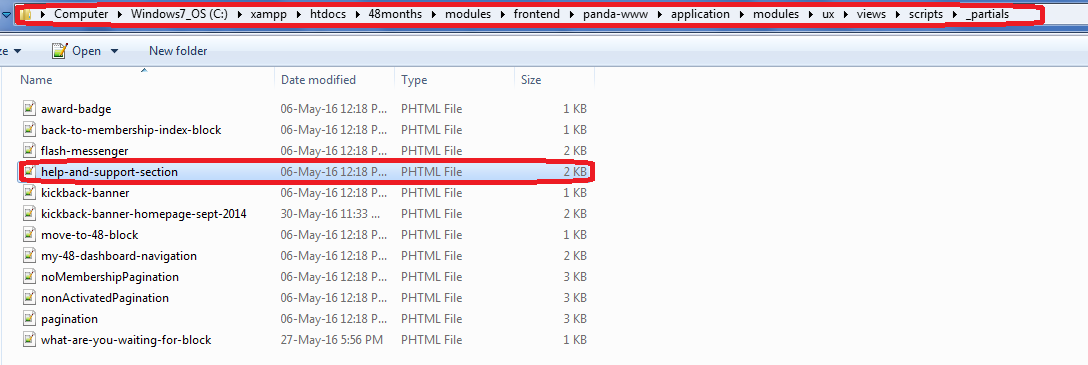 Computer Windows7_OS (C:) xampp htdocs 48months modules frontend panda-www application modules ux views scripts _partials
ze Open New folder
Name Date modified Type Size
award-badge 06-May-16 12:18 P... PHTML File 1 KB
back-to-membership-index-block 06-May-16 12:18 P... PHTML File 1 KB
flash-messenger 06-May-16 12:18 P... PHTML File 2 KB
help-and-support-section 06-May-16 12:18 P... PHTML File 2 KB
kickback-banner 06-May-16 12:18 P... PHTML File 1 KB
kickback-banner-homepage-sept-2014 30-May-16 11:33 ... PHTML File 2 KB
move-to-48-block 06-May-16 12:18 P... PHTML File 1 KB
my-48-dashboard-navigation 06-May-16 12:18 P... PHTML File 2 KB
noMembershipPagination 06-May-16 12:18 P... PHTML File 3 KB
nonActivatedPagination 06-May-16 12:18 P... PHTML File 3 KB
pagination 06-May-16 12:18 P... PHTML File 3 KB
what-are-you-waiting-for-block 27-May-16 5:56 PM PHTML File 1 KB